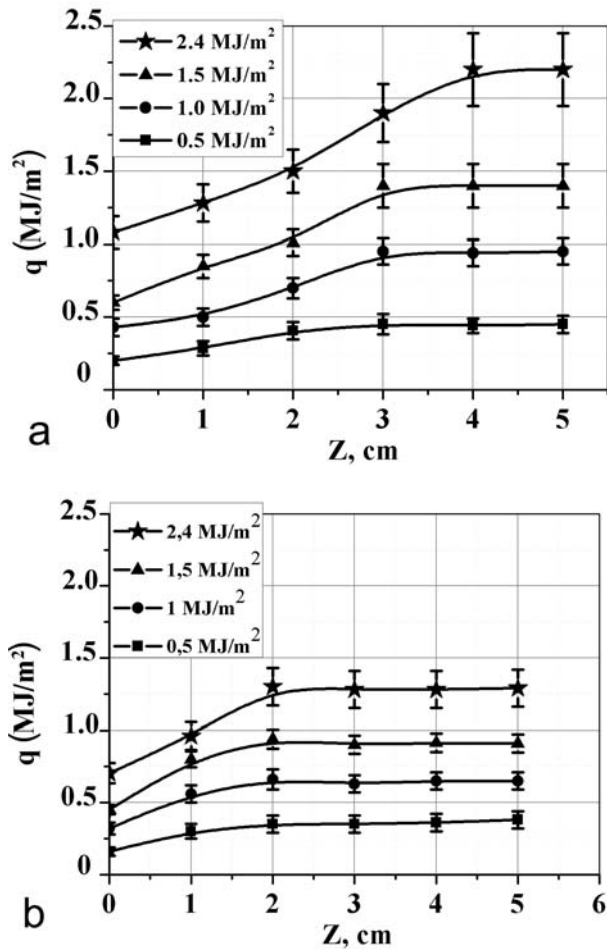 2.5
2.0
1.5
1.0
0.5
0
q (MJ/m²)
2.4 MJ/m²
1.5 MJ/m²
1.0 MJ/m²
0.5 MJ/m²
0 1 2 3 4 5
Z, cm
a
2.5
2.0
1.5
1.0
0.5
0
q (MJ/m²)
2,4 MJ/m²
1,5 MJ/m²
1 MJ/m²
0,5 MJ/m²
0 1 2 3 4 5 6
Z, cm
b